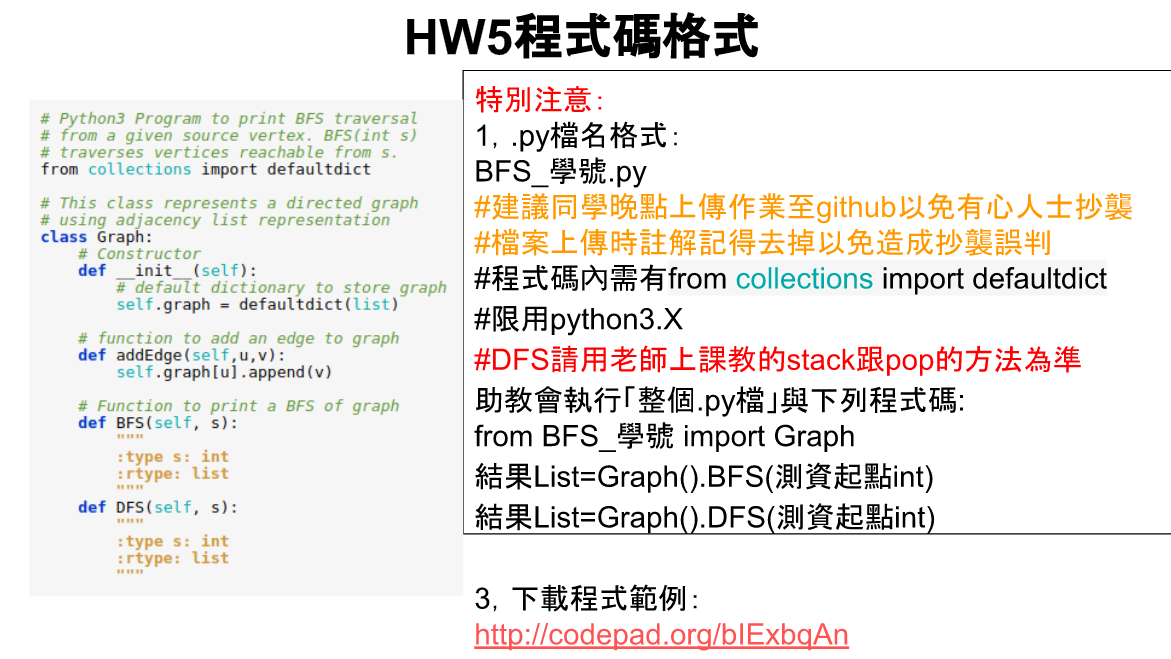 HW5程式碼格式
# Python3 Program to print BFS traversal
# from a given source vertex. BFS(int s)
# traverses vertices reachable from s.
from collections import defaultdict
# This class represents a directed graph
# using adjacency list representation
class Graph:
# Constructor
def __init__(self):
# default dictionary to store graph
self.graph = defaultdict(list)
# function to add an edge to graph
def addEdge(self,u,v):
self.graph[u].append(v)
# Function to print a BFS of graph
def BFS(self, s):
"""
:type s: int
:rtype: list
"""
def DFS(self, s):
"""
:type s: int
:rtype: list
"""
特別注意：
1，.py檔名格式：
BFS_學號.py
#建議同學晚點上傳作業至github以免有心人士抄襲
#檔案上傳時註解記得去掉以免造成抄襲誤判
#程式碼內需有from collections import defaultdict
#限用python3.X
#DFS請用老師上課教的stack跟pop的方法為準
助教會執行「整個.py檔」與下列程式碼:
from BFS_學號 import Graph
結果List=Graph().BFS(測資起點int)
結果List=Graph().DFS(測資起點int)
3，下載程式範例：
http://codepad.org/bIExbqAn